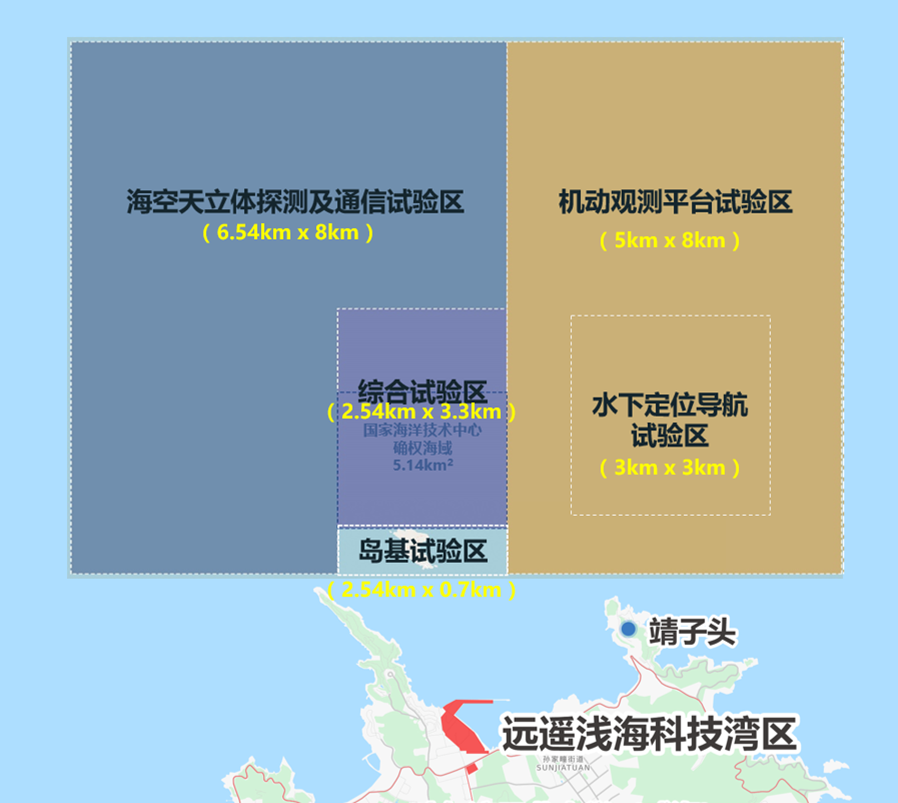 海空天立体探测及通信试验区
（6.54km x 8km）
机动观测平台试验区
（5km x 8km）
综合试验区
（2.54km x 3.3km）
国家海洋技术中心
确权海域
5.14km²
水下定位导航
试验区
（3km x 3km）
岛基试验区
（2.54km x 0.7km）
靖子头
远遥浅海科技湾区
孙家疃街道
SUNJIATUAN